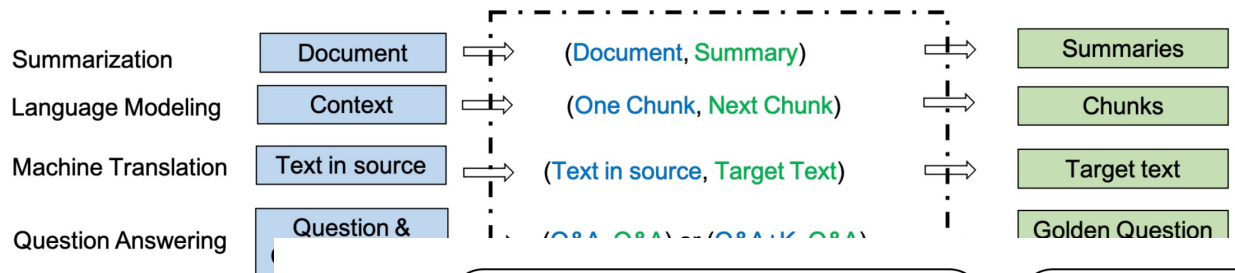 Summarization Document (Document, Summary) Summaries
Language Modeling Context (One Chunk, Next Chunk) Chunks
Machine Translation Text in source (Text in source, Target Text) Target text
Question Answering Question & (Q&A, Q&A) or (Q&A+K, Q&A) Golden Question